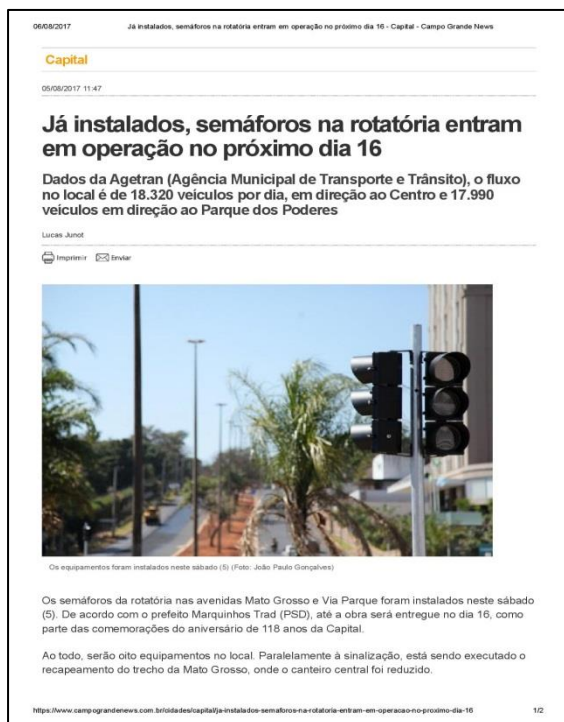 06/08/2017 Já instalados, semáforos na rotatória entram em operação no próximo dia 16 - Capital - Campo Grande News
Capital
05/08/2017 11:47
Já instalados, semáforos na rotatória entram
em operação no próximo dia 16
Dados da Agetran (Agência Municipal de Transporte e Trânsito), o fluxo
no local é de 18.320 veículos por dia, em direção ao Centro e 17.990
veículos em direção ao Parque dos Poderes
Lucas Junot
Imprimir Enviar
Os equipamentos foram instalados neste sábado (5) (Foto: João Paulo Gonçalves)
Os semáforos da rotatória nas avenidas Mato Grosso e Via Parque foram instalados neste sábado
(5). De acordo com o prefeito Marquinhos Trad (PSD), até a obra será entregue no dia 16, como
parte das comemorações do aniversário de 118 anos da Capital.
Ao todo, serão oito equipamentos no local. Paralelamente à sinalização, está sendo executado o
recapeamento do trecho da Mato Grosso, onde o canteiro central foi reduzido.
https://www.campograndenews.com.br/cidades/capital/ja-instalados-semaforos-na-rotatoria-entram-em-operacao-no-proximo-dia-16 1/2